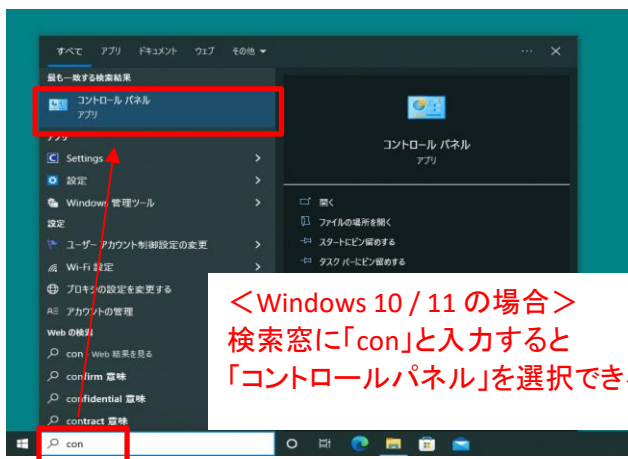 すべて アプリ ドキュメント ウェブ その他
最も一致する検索結果
コントロール パネル
アプリ
コントロール パネル
アプリ
アプリ
Settings
設定
Windows 管理ツール
設定
ユーザー アカウント制御設定の変更
Wi-Fi 設定
プロキシの設定を変更する
アカウントの管理
Web の検索
con - Web 結果を見る
confirm 意味
confidential 意味
contract 意味
con
開く
ファイルの場所を開く
スタートにピン留めする
タスク バーにピン留めする
<Windows 10 / 11 の場合>
検索窓に「con」と入力すると
「コントロールパネル」を選択でき